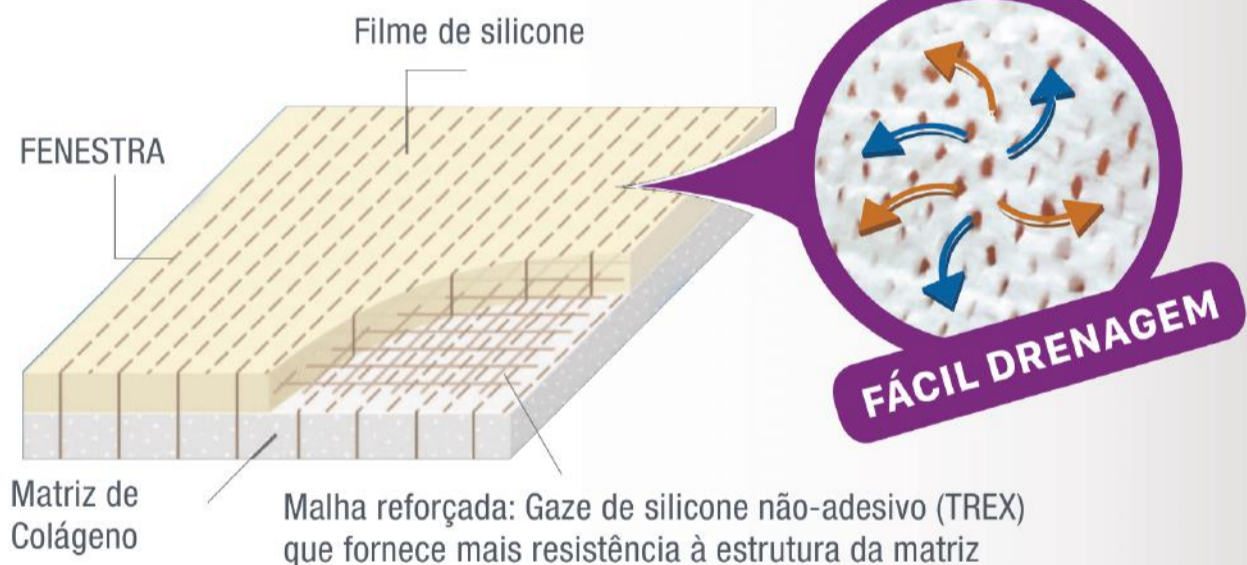 Filme de silicone
FENESTRA
FÁCIL DRENAGEM
Matriz de
Colágeno
Malha reforçada: Gaze de silicone não-adesivo (TREX)
que fornece mais resistência à estrutura da matriz